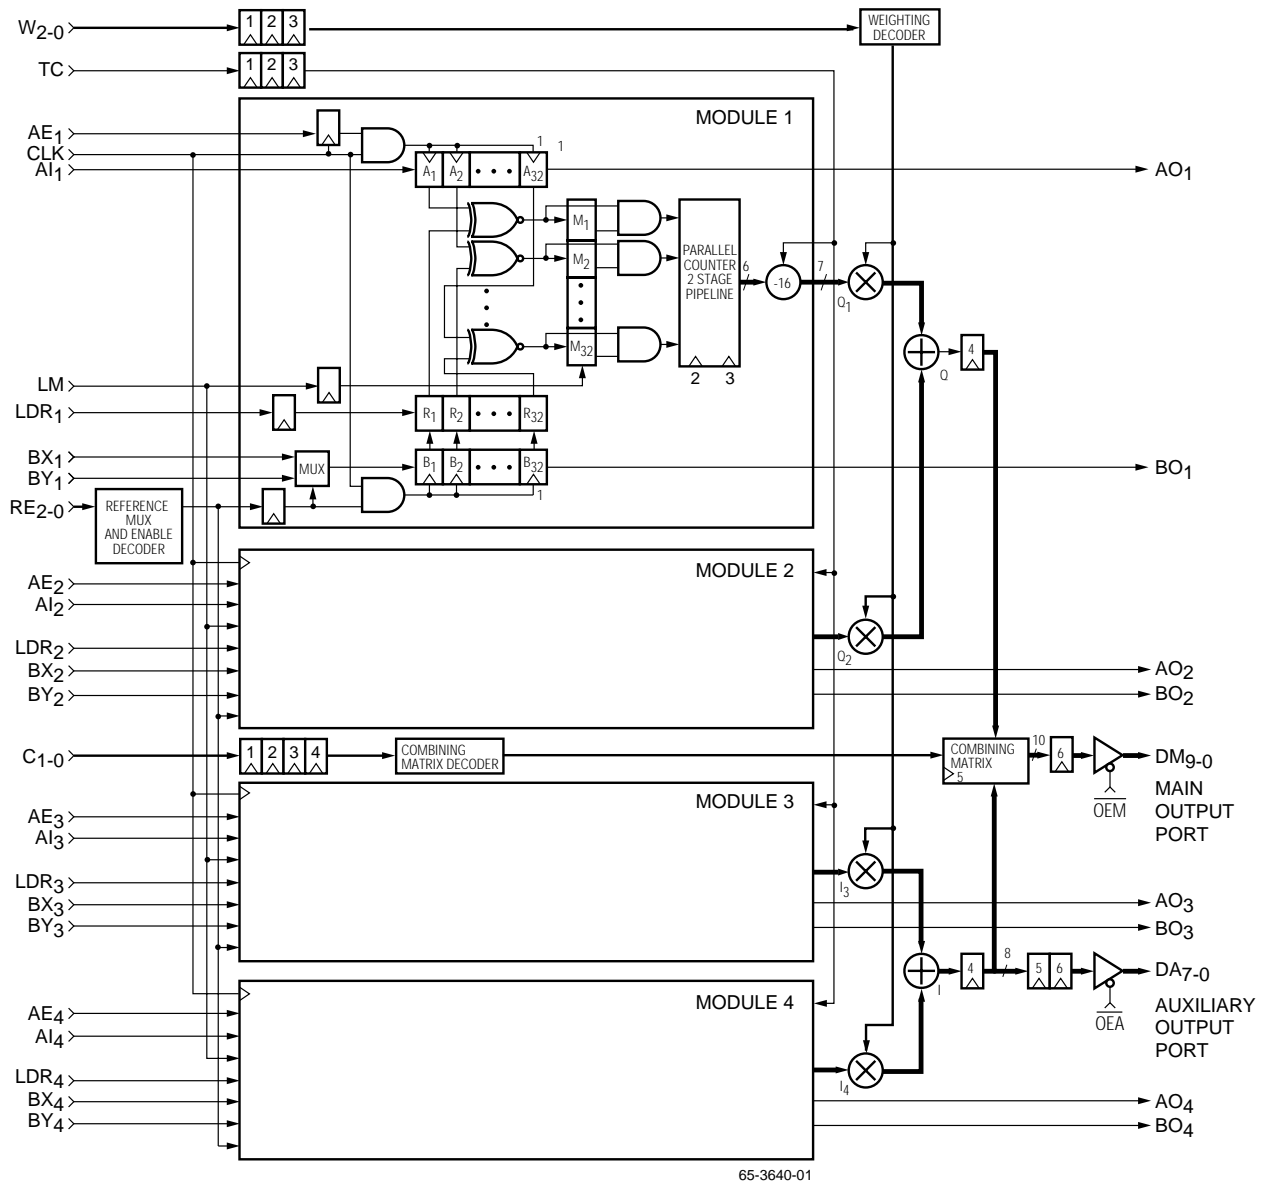 W2-0
1 2 3
WEIGHTING
DECODER
TC
1 2 3
MODULE 1
AE1
CLK
AI1
1
1
A1 A2 • • • A32
AO1
M1
M2
M32
PARALLEL
COUNTER
2 STAGE
PIPELINE
2 3
6
-16
7
Q1
Q
4
LM
LDR1
R1 R2 • • • R32
BX1
BY1
MUX
B1 B2 • • • B32
1
BO1
RE2-0
REFERENCE
MUX
AND ENABLE
DECODER
MODULE 2
AE2
AI2
LDR2
BX2
BY2
Q2
AO2
BO2
C1-0
1 2 3 4
COMBINING
MATRIX DECODER
COMBINING
MATRIX
5
10
6
OEM
DM9-0
MAIN
OUTPUT
PORT
MODULE 3
AE3
AI3
LDR3
BX3
BY3
I3
AO3
BO3
I
4
8
5 6
OEA
DA7-0
AUXILIARY
OUTPUT
PORT
MODULE 4
AE4
AI4
LDR4
BX4
BY4
I4
AO4
BO4
65-3640-01